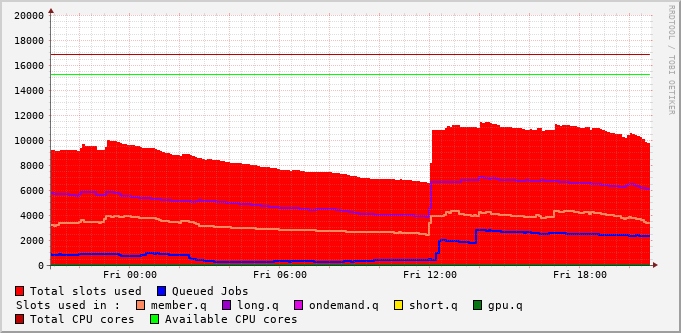 20000
18000
16000
14000
12000
10000
8000
6000
4000
2000
0
Fri 00:00 Fri 06:00 Fri 12:00 Fri 18:00
Total slots used Queued Jobs
Slots used in : member.q long.q ondemand.q short.q gpu.q
Total CPU cores Available CPU cores
RRDTOOL / TOBI OETIKER